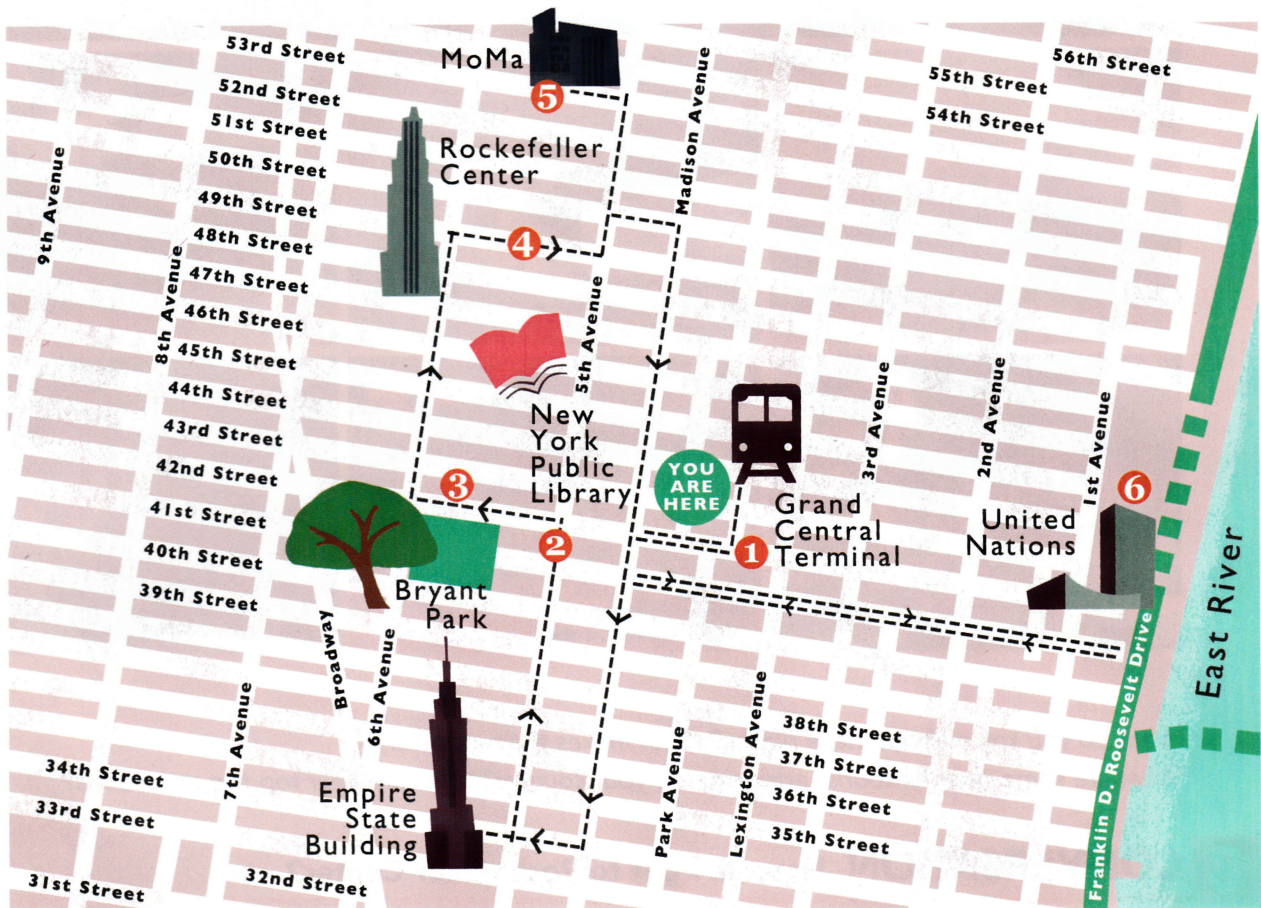 53rd Street
52nd Street
51st Street
50th Street
49th Street
48th Street
47th Street
46th Street
45th Street
44th Street
43rd Street
42nd Street
41st Street
40th Street
39th Street
9th Avenue
8th Avenue
MoMa
5
Rockefeller
Center
4
Madison Avenue
56th Street
55th Street
54th Street
5th Avenue
New
York
Public
Library
YOU
ARE
HERE
Grand
Central
Terminal
1
3rd Avenue
2nd Avenue
1st Avenue
6
United
Nations
East River
Franklin D. Roosevelt Drive
3
2
Bryant
Park
Broadway
6th Avenue
7th Avenue
Empire
State
Building
Park Avenue
Lexington Avenue
38th Street
37th Street
36th Street
35th Street
34th Street
33rd Street
32nd Street
31st Street